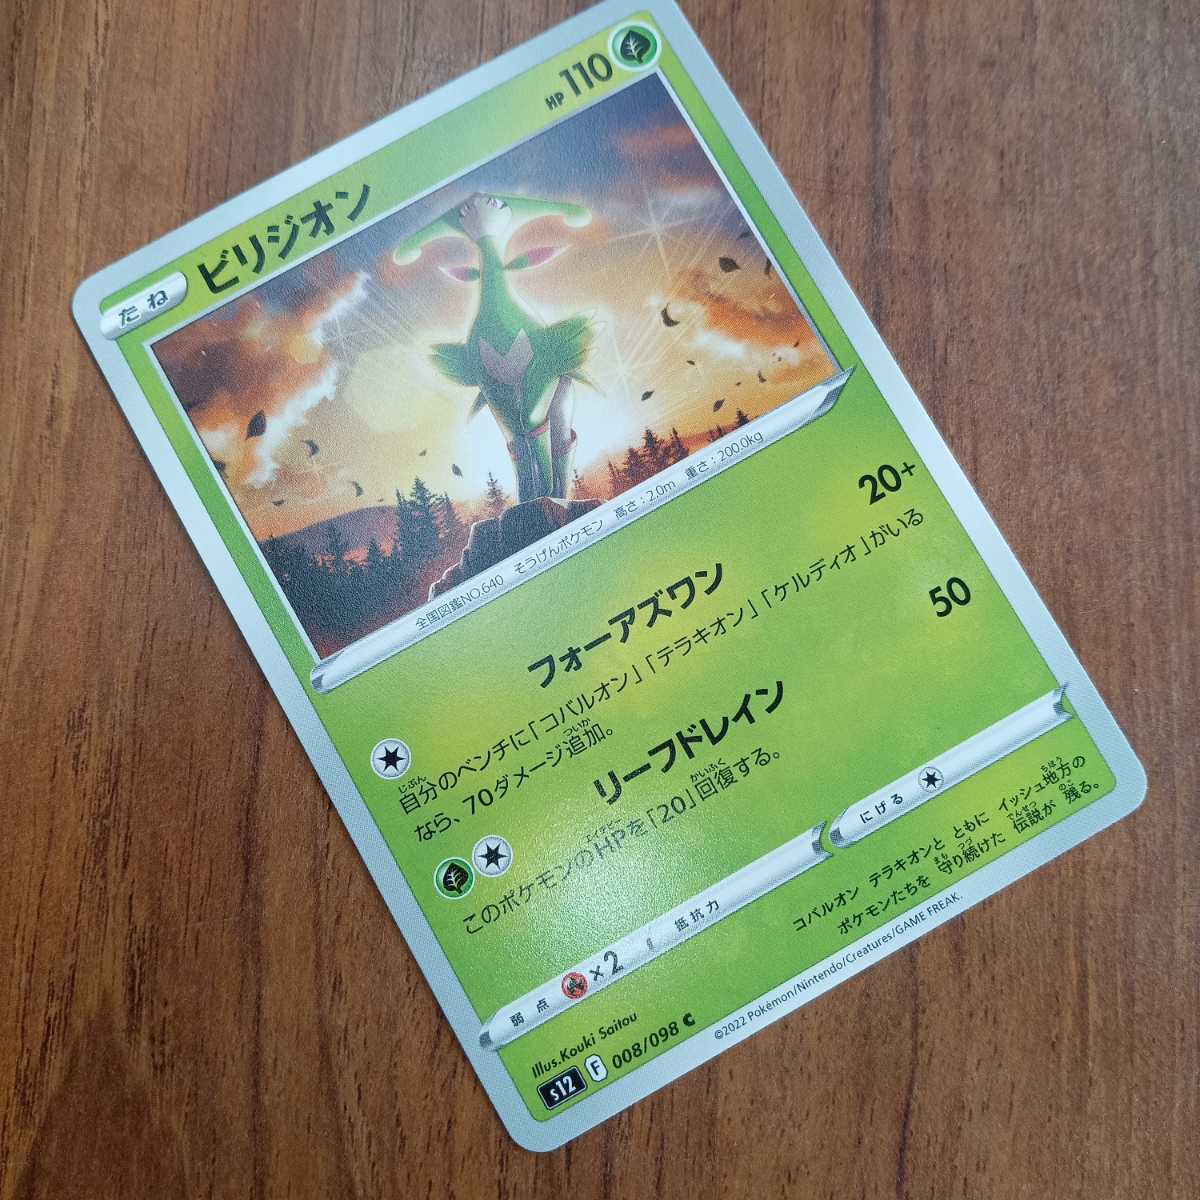 たね ビリジオン HP 110
全国図鑑NO.640 そうげんポケモン 高さ:2.0m 重さ:200.0kg
フォーアズワン 20+
自分のベンチに「コバルオン」「テラキオン」「ケルディオ」がいる
なら、70ダメージ追加。
リーフドレイン 50
このポケモンのHPを「20」回復する。
弱点 ×2 抵抗力 にげる
コバルオン テラキオンと ともに イッシュ地方の
ポケモンたちを 守り続けた 伝説が 残る。
Illus.Kouki Saitou
s12 F 008/098 C
©2022 Pokémon/Nintendo/Creatures/GAME FREAK.